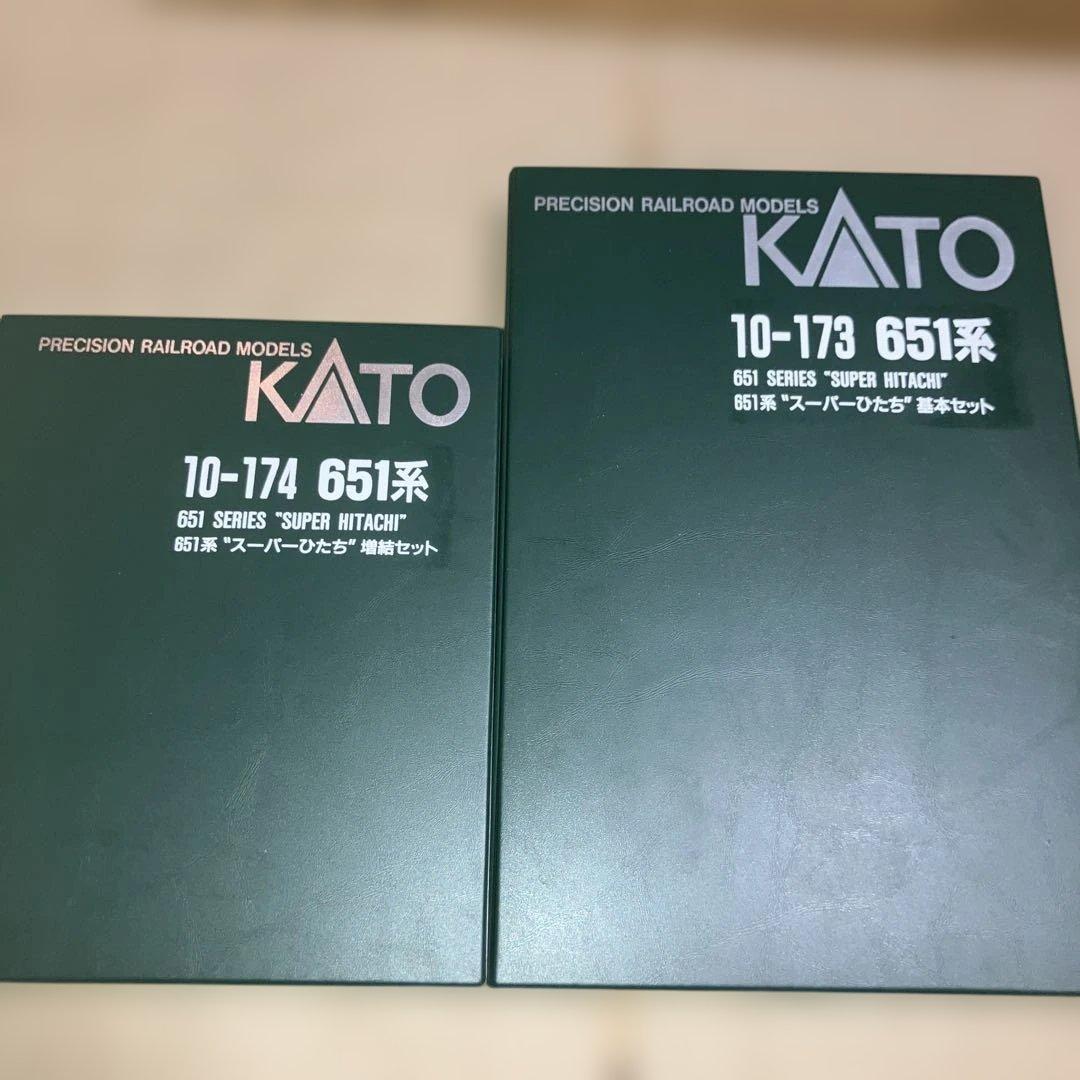 PRECISION RAILROAD MODELS
KATO
10-174 651系
651 SERIES "SUPER HITACHI"
651系 "スーパーひたち" 増結セット
PRECISION RAILROAD MODELS
KATO
10-173 651系
651 SERIES "SUPER HITACHI"
651系 "スーパーひたち" 基本セット